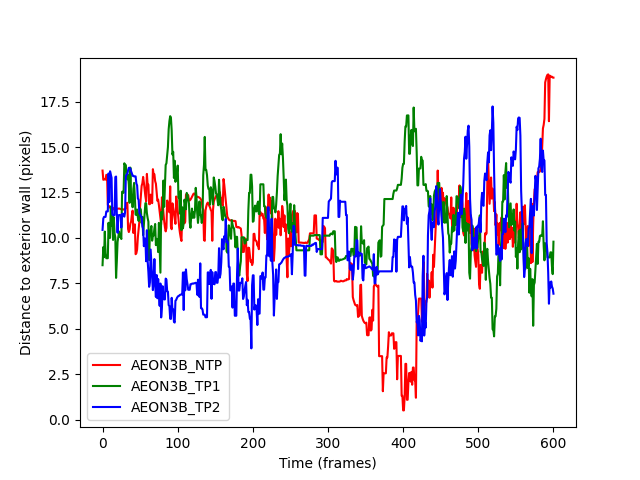 17.5
15.0
12.5
10.0
7.5
5.0
2.5
0.0
Distance to exterior wall (pixels)
AEON3B_NTP
AEON3B_TP1
AEON3B_TP2
0 100 200 300 400 500 600
Time (frames)